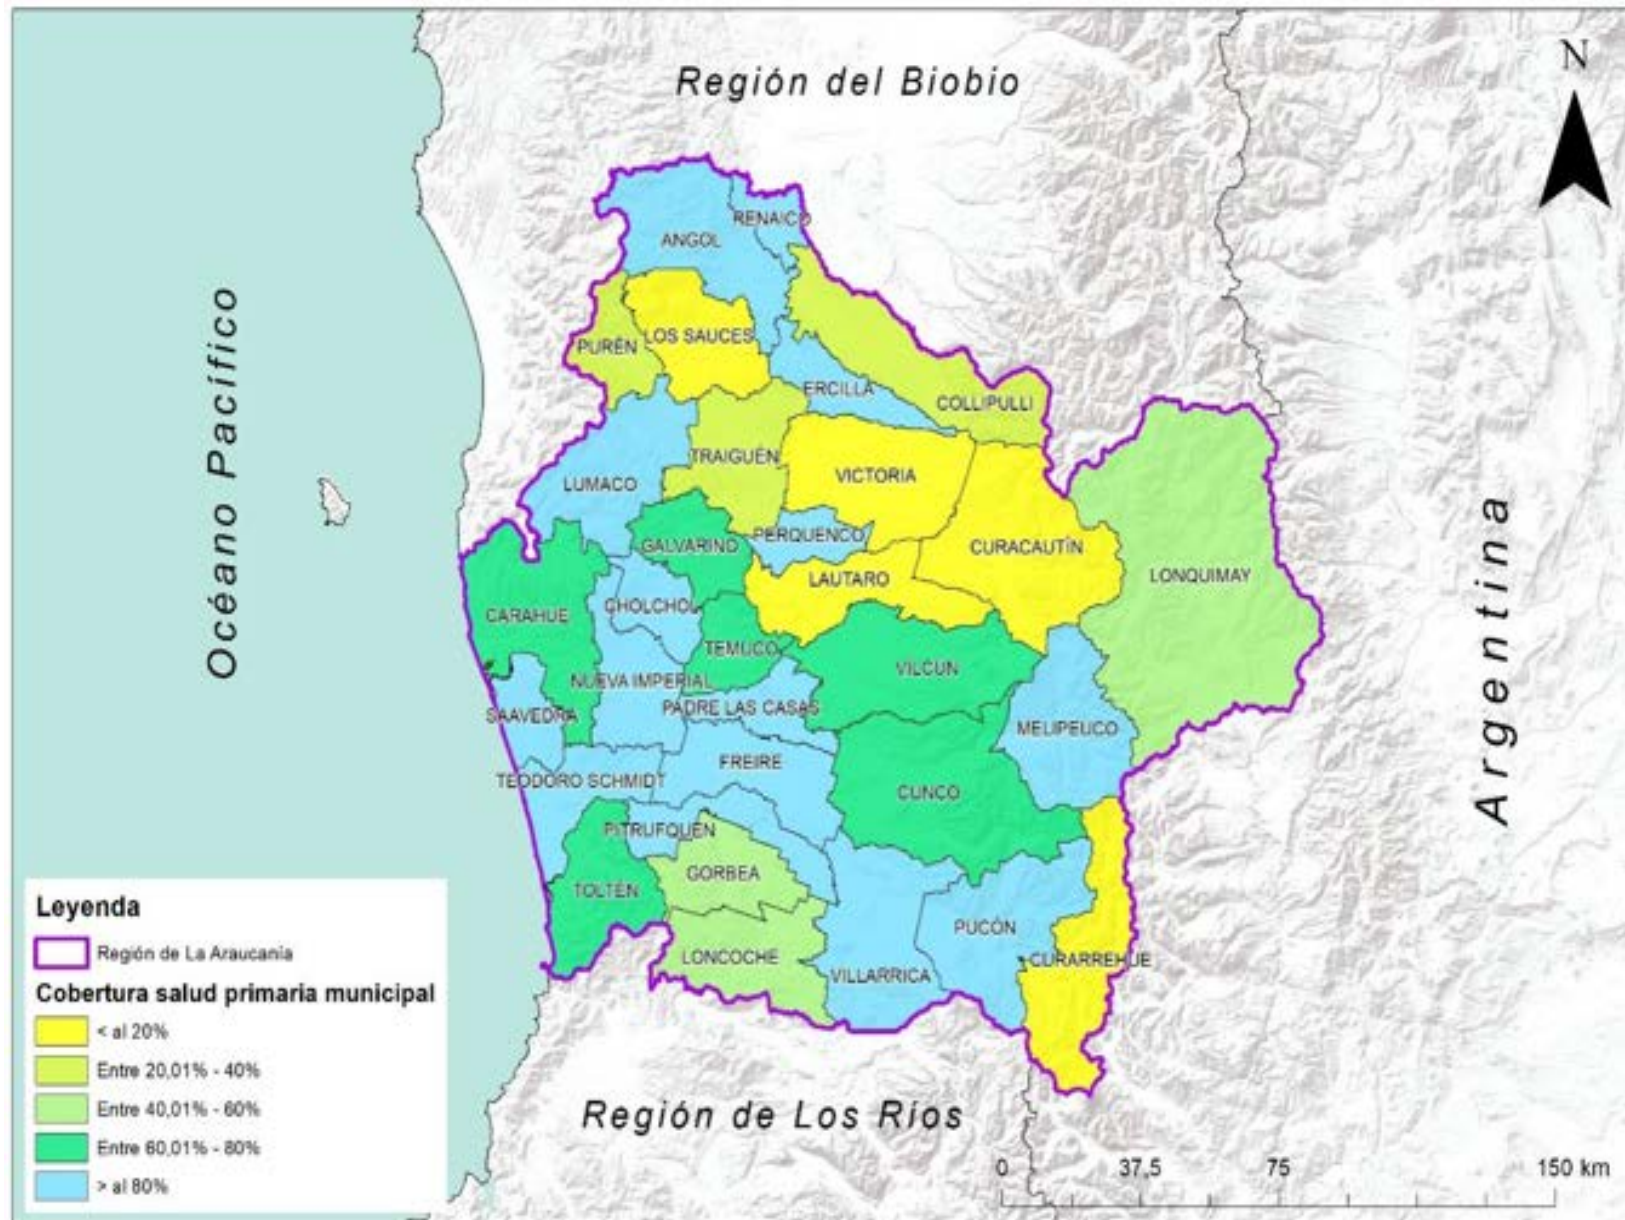 Región del Biobio
N
RENAICO
ANGOL
PURÉN
LOS SAUCES
ERCILLA
COLLIPULLI
TRAIGUÉN
VICTORIA
LUMACO
PERQUENCO
GALVARINO
CURACAUTÍN
LAUTARO
LONQUIMAY
CARAHUE
CHOLCHOL
TEMUCO
VILCUN
NUEVA IMPERIAL
PADRE LAS CASAS
SAAVEDRA
MELIPEUCO
FREIRE
TEODORO SCHMIDT
CUNCO
PITRUFQUEN
GORBEA
TOLTÉN
PUCÓN
LONCOCHE
VILLARRICA
CURARREHUE
Océano Pacífico
Argentina
Región de Los Ríos
Leyenda
Región de La Araucanía
Cobertura salud primaria municipal
< al 20%
Entre 20,01% - 40%
Entre 40,01% - 60%
Entre 60,01% - 80%
> al 80%
0 37,5 75 150 km